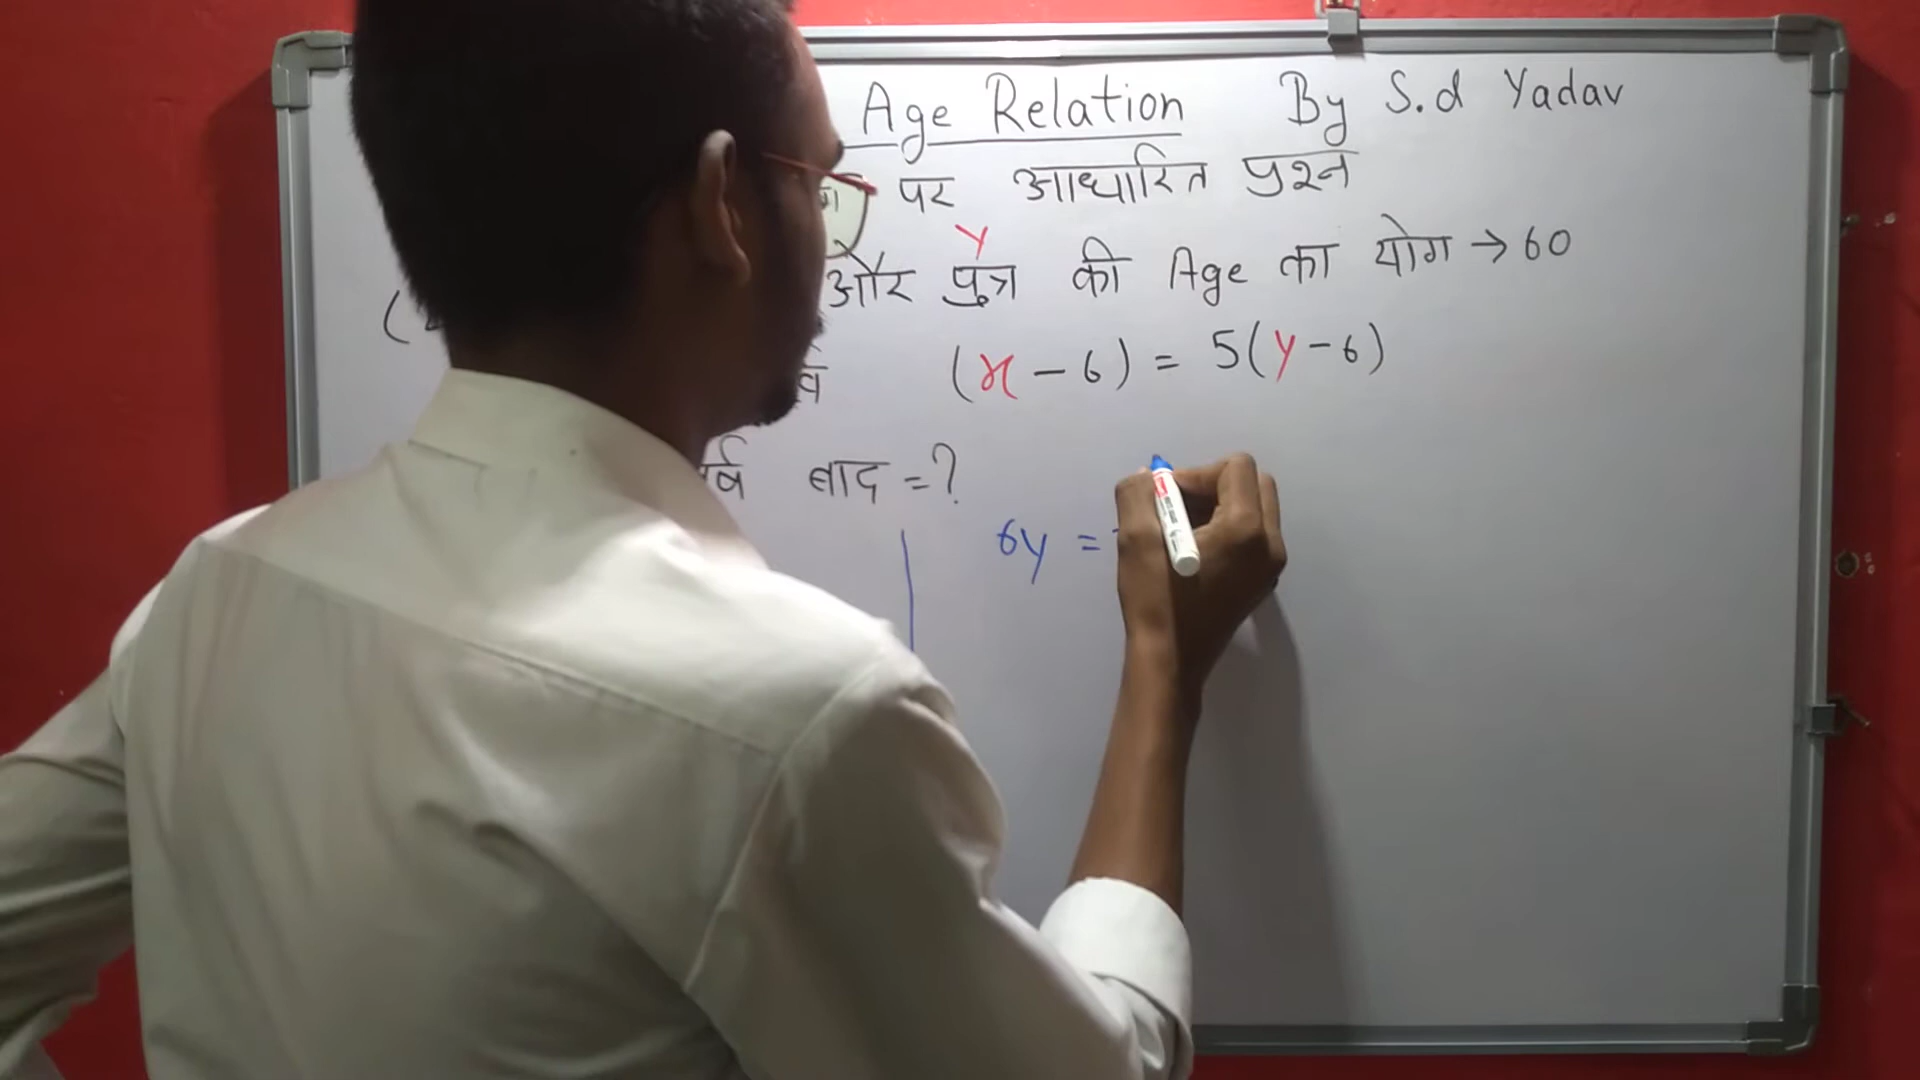 Age Relation By S.d Yadav
पर आधारित प्रश्न
y
और पुत्र की Age का योग → 60
(x - 6) = 5(y - 6)
बाद = ?
6y =